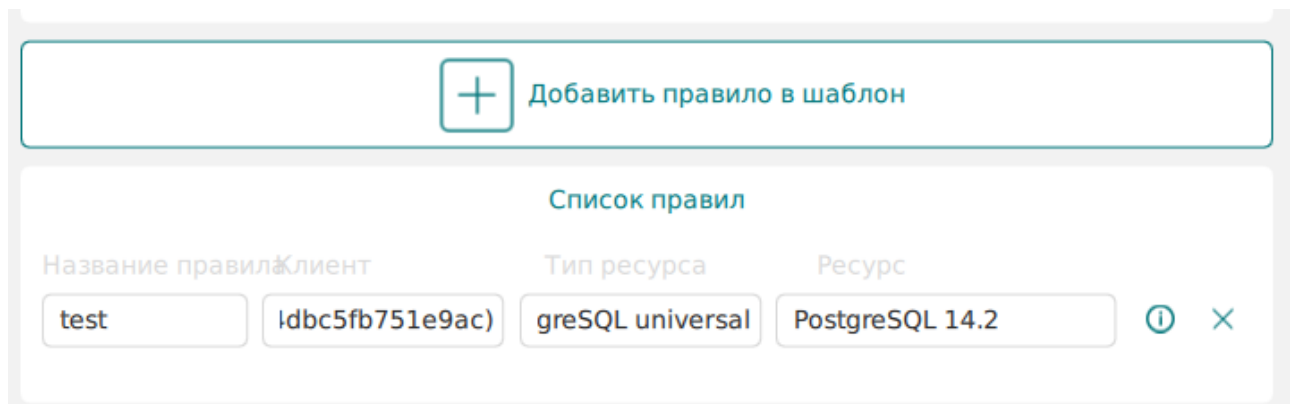 Добавить правило в шаблон
Список правил
Название правила Клиент Тип ресурса Ресурс
test dbc5fb751e9ac) greSQL universal PostgreSQL 14.2